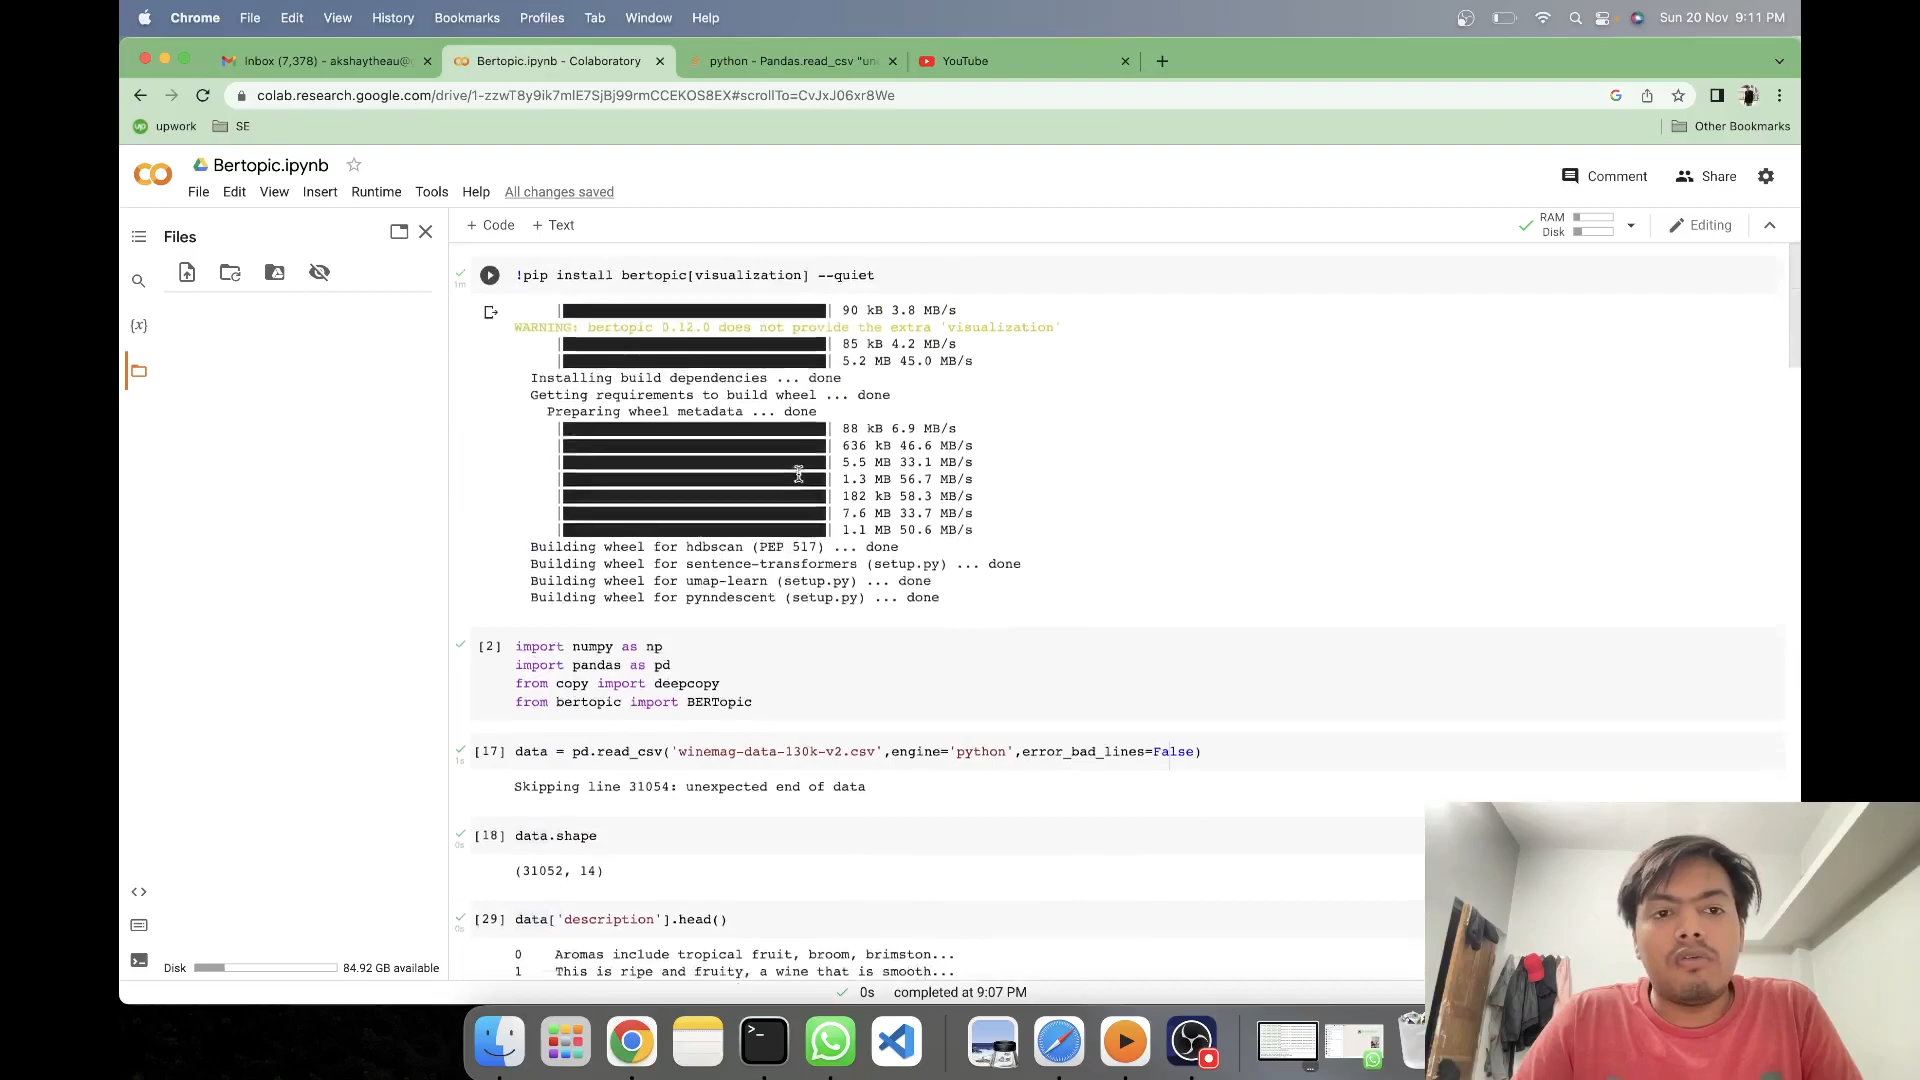 Chrome File Edit View History Bookmarks Profiles Tab Window Help Sun 20 Nov 9:11 PM
Inbox (7,378) - akshaytheau@ Bertopic.ipynb - Colaboratory python - Pandas.read_csv "un YouTube
colab.research.google.com/drive/1-zzwT8y9ik7mlE7SjBj99rmCCEKOS8EX#scrollTo=CvJxJ06xr8We
upwork SE Other Bookmarks
Bertopic.ipynb
File Edit View Insert Runtime Tools Help All changes saved
Comment Share
Files
+ Code + Text
RAM
Disk
Editing
!pip install bertopic[visualization] --quiet
1m
90 kB 3.8 MB/s
WARNING: bertopic 0.12.0 does not provide the extra 'visualization'
85 kB 4.2 MB/s
5.2 MB 45.0 MB/s
Installing build dependencies ... done
Getting requirements to build wheel ... done
Preparing wheel metadata ... done
88 kB 6.9 MB/s
636 kB 46.6 MB/s
5.5 MB 33.1 MB/s
1.3 MB 56.7 MB/s
182 kB 58.3 MB/s
7.6 MB 33.7 MB/s
1.1 MB 50.6 MB/s
Building wheel for hdbscan (PEP 517) ... done
Building wheel for sentence-transformers (setup.py) ... done
Building wheel for umap-learn (setup.py) ... done
Building wheel for pynndescent (setup.py) ... done
[2] import numpy as np
import pandas as pd
from copy import deepcopy
from bertopic import BERTopic
[17] data = pd.read_csv('winemag-data-130k-v2.csv',engine='python',error_bad_lines=False)
1s
Skipping line 31054: unexpected end of data
[18] data.shape
0s
(31052, 14)
[29] data['description'].head()
0s
0 Aromas include tropical fruit, broom, brimston...
1 This is ripe and fruity, a wine that is smooth...
Disk 84.92 GB available
0s completed at 9:07 PM